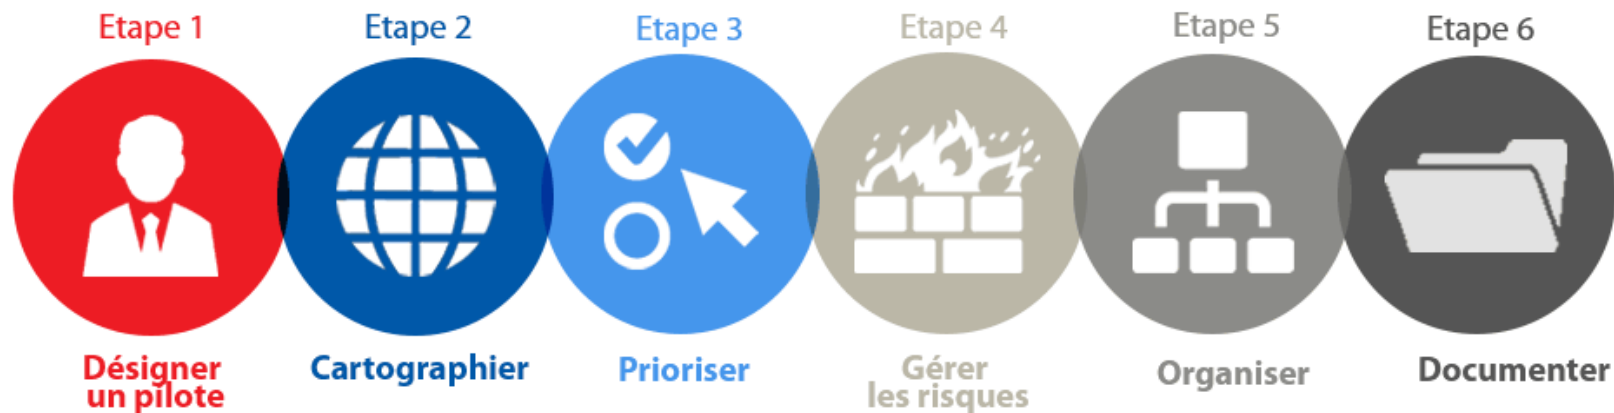 Etape 1
Etape 2
Etape 3
Etape 4
Etape 5
Etape 6
Désigner
un pilote
Cartographier
Prioriser
Gérer
les risques
Organiser
Documenter